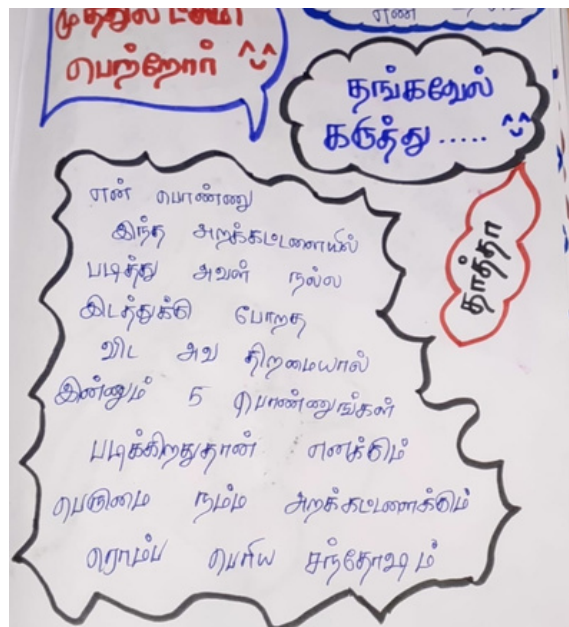 முத்துலட்சுமி
பெற்றோர்
தங்கவேல்
கருத்து .....
தாத்தா
என் பொண்ணு
இந்த அறக்கட்டளையில்
படித்து அவள் நல்ல
இடத்துக்கு போறத
விட அவ திறமையால்
இன்னும் 5 பொண்ணுங்கள்
படிக்கிறதுதான் எனக்கும்
பெருமை நம்ம அறக்கட்டளைக்கும்
ரொம்ப பெரிய சந்தோஷம்